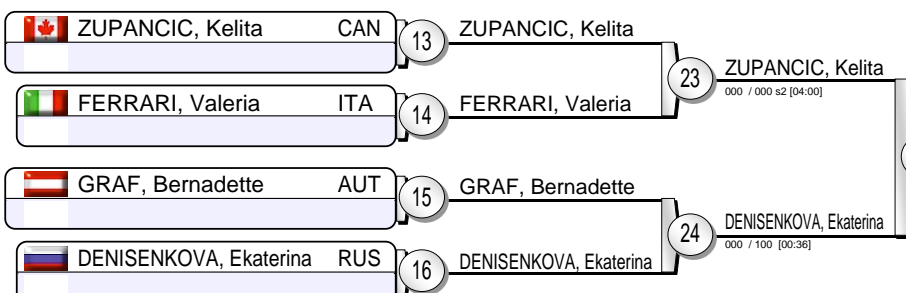 ZUPANCIC, Kelita CAN
13
ZUPANCIC, Kelita
23
ZUPANCIC, Kelita
000 / 000 s2 [04:00]
FERRARI, Valeria ITA
14
FERRARI, Valeria
GRAF, Bernadette AUT
15
GRAF, Bernadette
24
DENISENKOVA, Ekaterina
000 / 100 [00:36]
DENISENKOVA, Ekaterina RUS
16
DENISENKOVA, Ekaterina